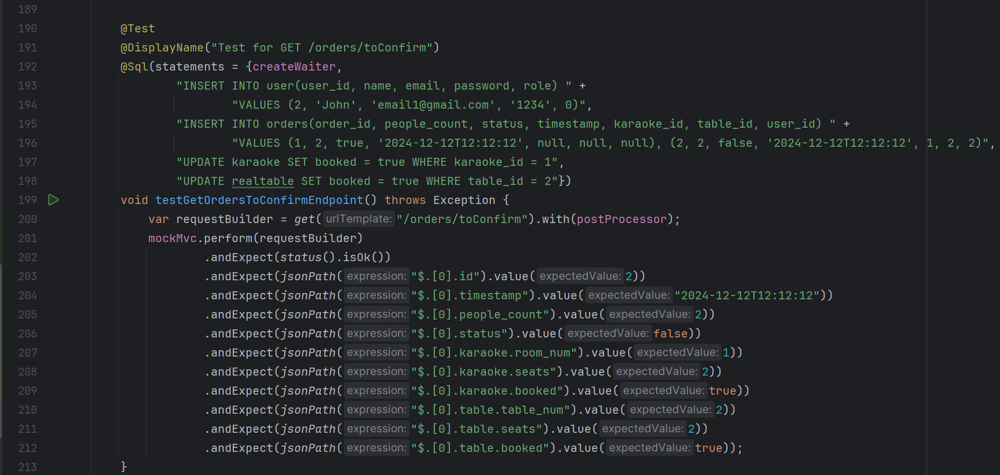 189
190 @Test
191 @DisplayName("Test for GET /orders/toConfirm")
192 @Sql(statements = {createWaiter,
193 "INSERT INTO user(user_id, name, email, password, role) " +
194 "VALUES (2, 'John', 'email1@gmail.com', '1234', 0)",
195 "INSERT INTO orders(order_id, people_count, status, timestamp, karaoke_id, table_id, user_id) " +
196 "VALUES (1, 2, true, '2024-12-12T12:12:12', null, null, null), (2, 2, false, '2024-12-12T12:12:12', 1, 2, 2)",
197 "UPDATE karaoke SET booked = true WHERE karaoke_id = 1",
198 "UPDATE realtable SET booked = true WHERE table_id = 2"})
199 void testGetOrdersToConfirmEndpoint() throws Exception {
200 var requestBuilder = get( urlTemplate: "/orders/toConfirm").with(postProcessor);
201 mockMvc.perform(requestBuilder)
202 .andExpect(status().isOk())
203 .andExpect(jsonPath( expression: "$.[0].id").value( expectedValue: 2))
204 .andExpect(jsonPath( expression: "$.[0].timestamp").value( expectedValue: "2024-12-12T12:12:12"))
205 .andExpect(jsonPath( expression: "$.[0].people_count").value( expectedValue: 2))
206 .andExpect(jsonPath( expression: "$.[0].status").value( expectedValue: false))
207 .andExpect(jsonPath( expression: "$.[0].karaoke.room_num").value( expectedValue: 1))
208 .andExpect(jsonPath( expression: "$.[0].karaoke.seats").value( expectedValue: 2))
209 .andExpect(jsonPath( expression: "$.[0].karaoke.booked").value( expectedValue: true))
210 .andExpect(jsonPath( expression: "$.[0].table.table_num").value( expectedValue: 2))
211 .andExpect(jsonPath( expression: "$.[0].table.seats").value( expectedValue: 2))
212 .andExpect(jsonPath( expression: "$.[0].table.booked").value( expectedValue: true));
213 }